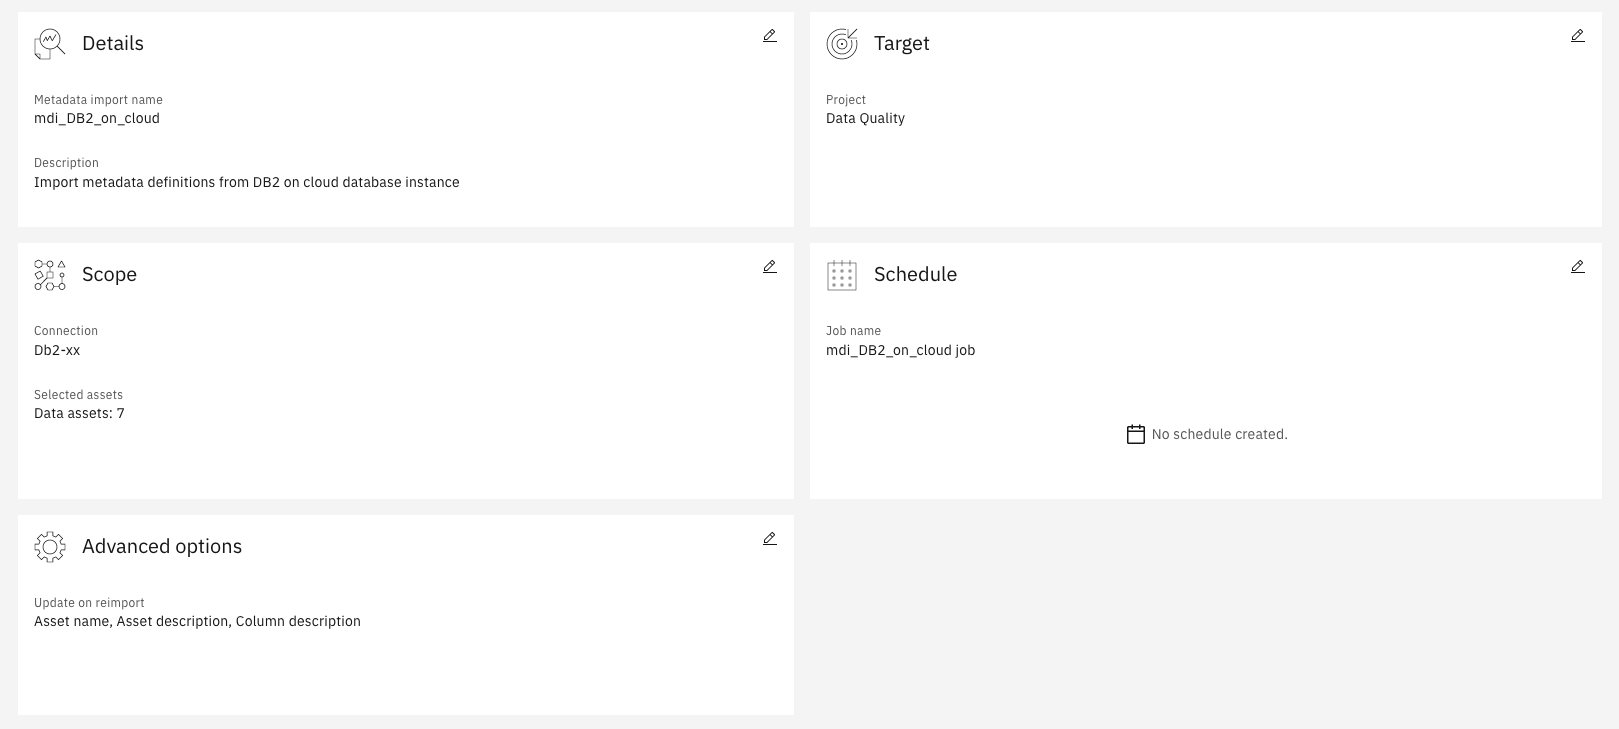 Details
Metadata import name
mdi_DB2_on_cloud
Description
Import metadata definitions from DB2 on cloud database instance
Target
Project
Data Quality
Scope
Connection
Db2-xx
Selected assets
Data assets: 7
Schedule
Job name
mdi_DB2_on_cloud job
No schedule created.
Advanced options
Update on reimport
Asset name, Asset description, Column description